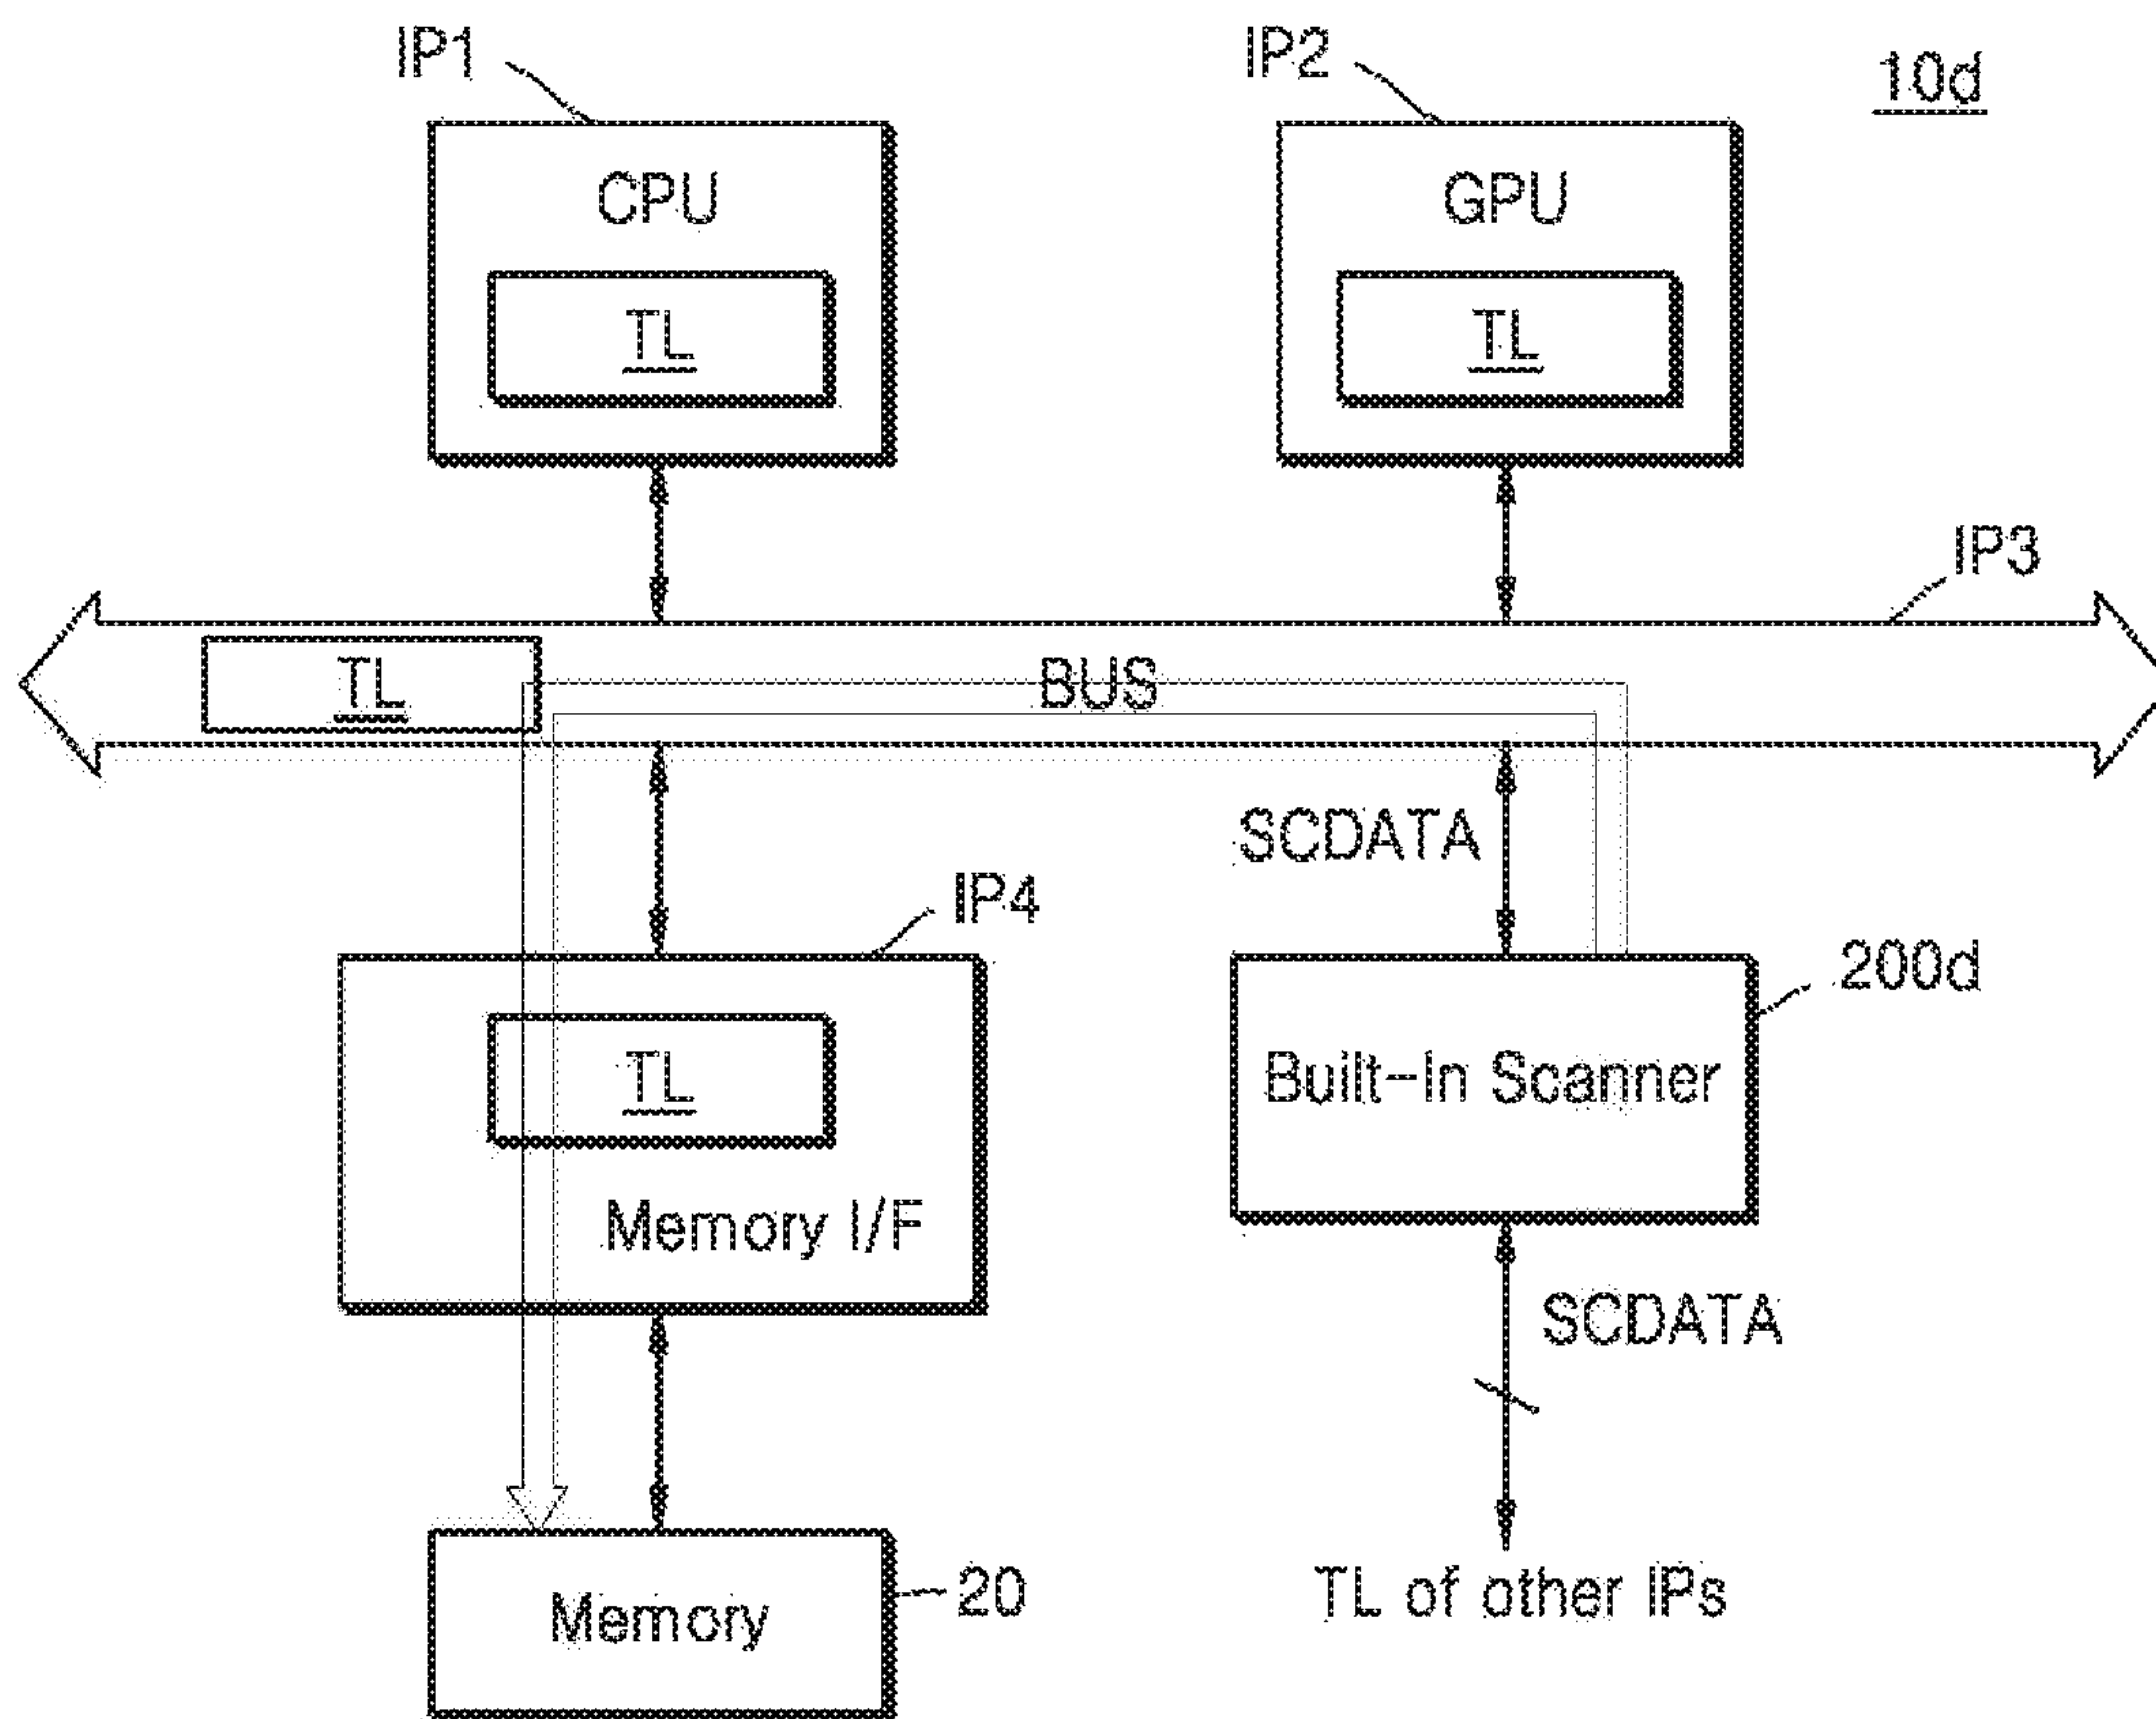 IP1
IP2
10d
CPU
GPU
TL
TL
IP3
TL
BUS
SCDATA
IP4
200d
TL
Built-In Scanner
Memory I/F
SCDATA
Memory
20
TL of other IPs